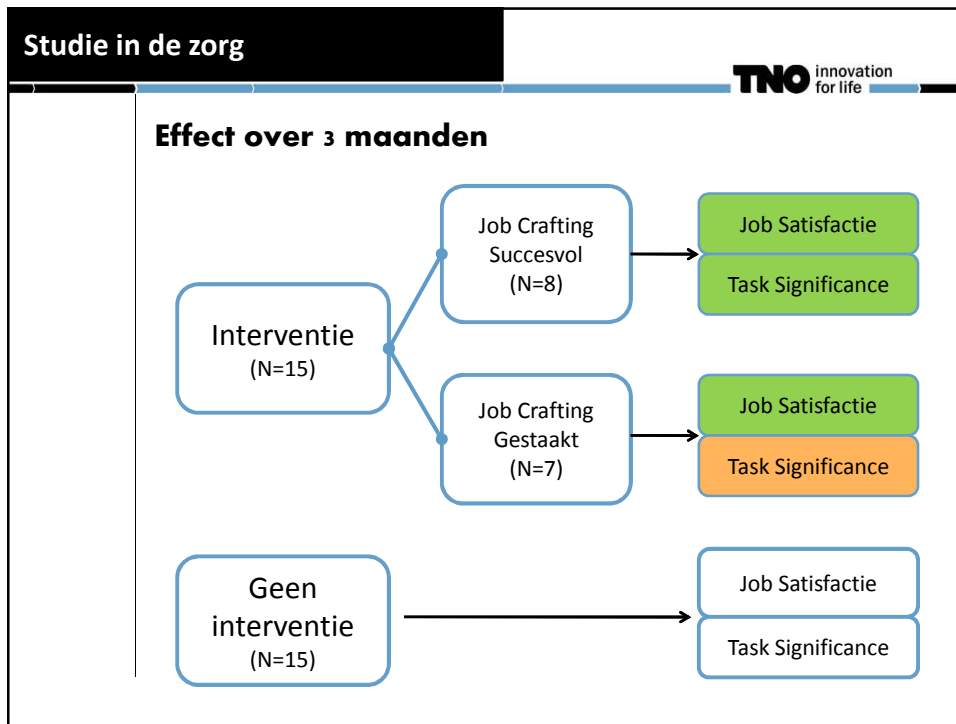 Studie in de zorg
TNO innovation
for life
Effect over 3 maanden
Job Crafting
Succesvol
(N=8)
Job Satisfactie
Task Significance
Interventie
(N=15)
Job Crafting
Gestaakt
(N=7)
Job Satisfactie
Task Significance
Geen
interventie
(N=15)
Job Satisfactie
Task Significance